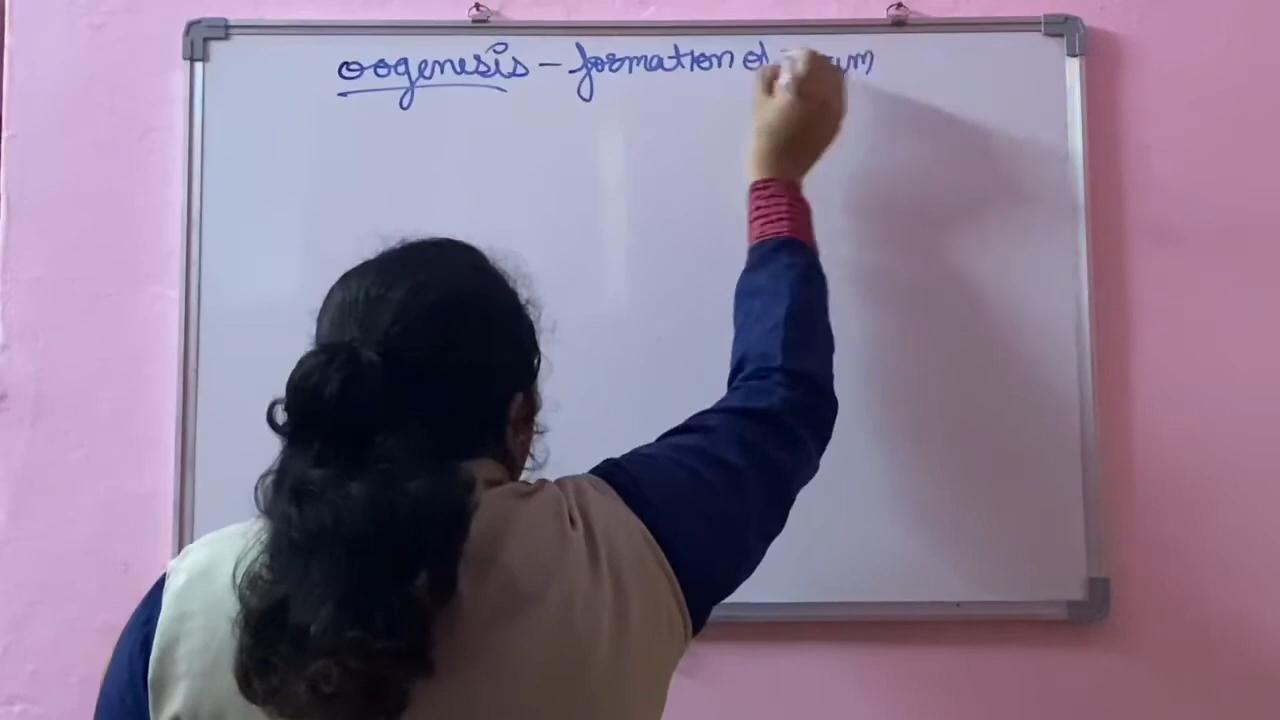 oogenesis – formation of